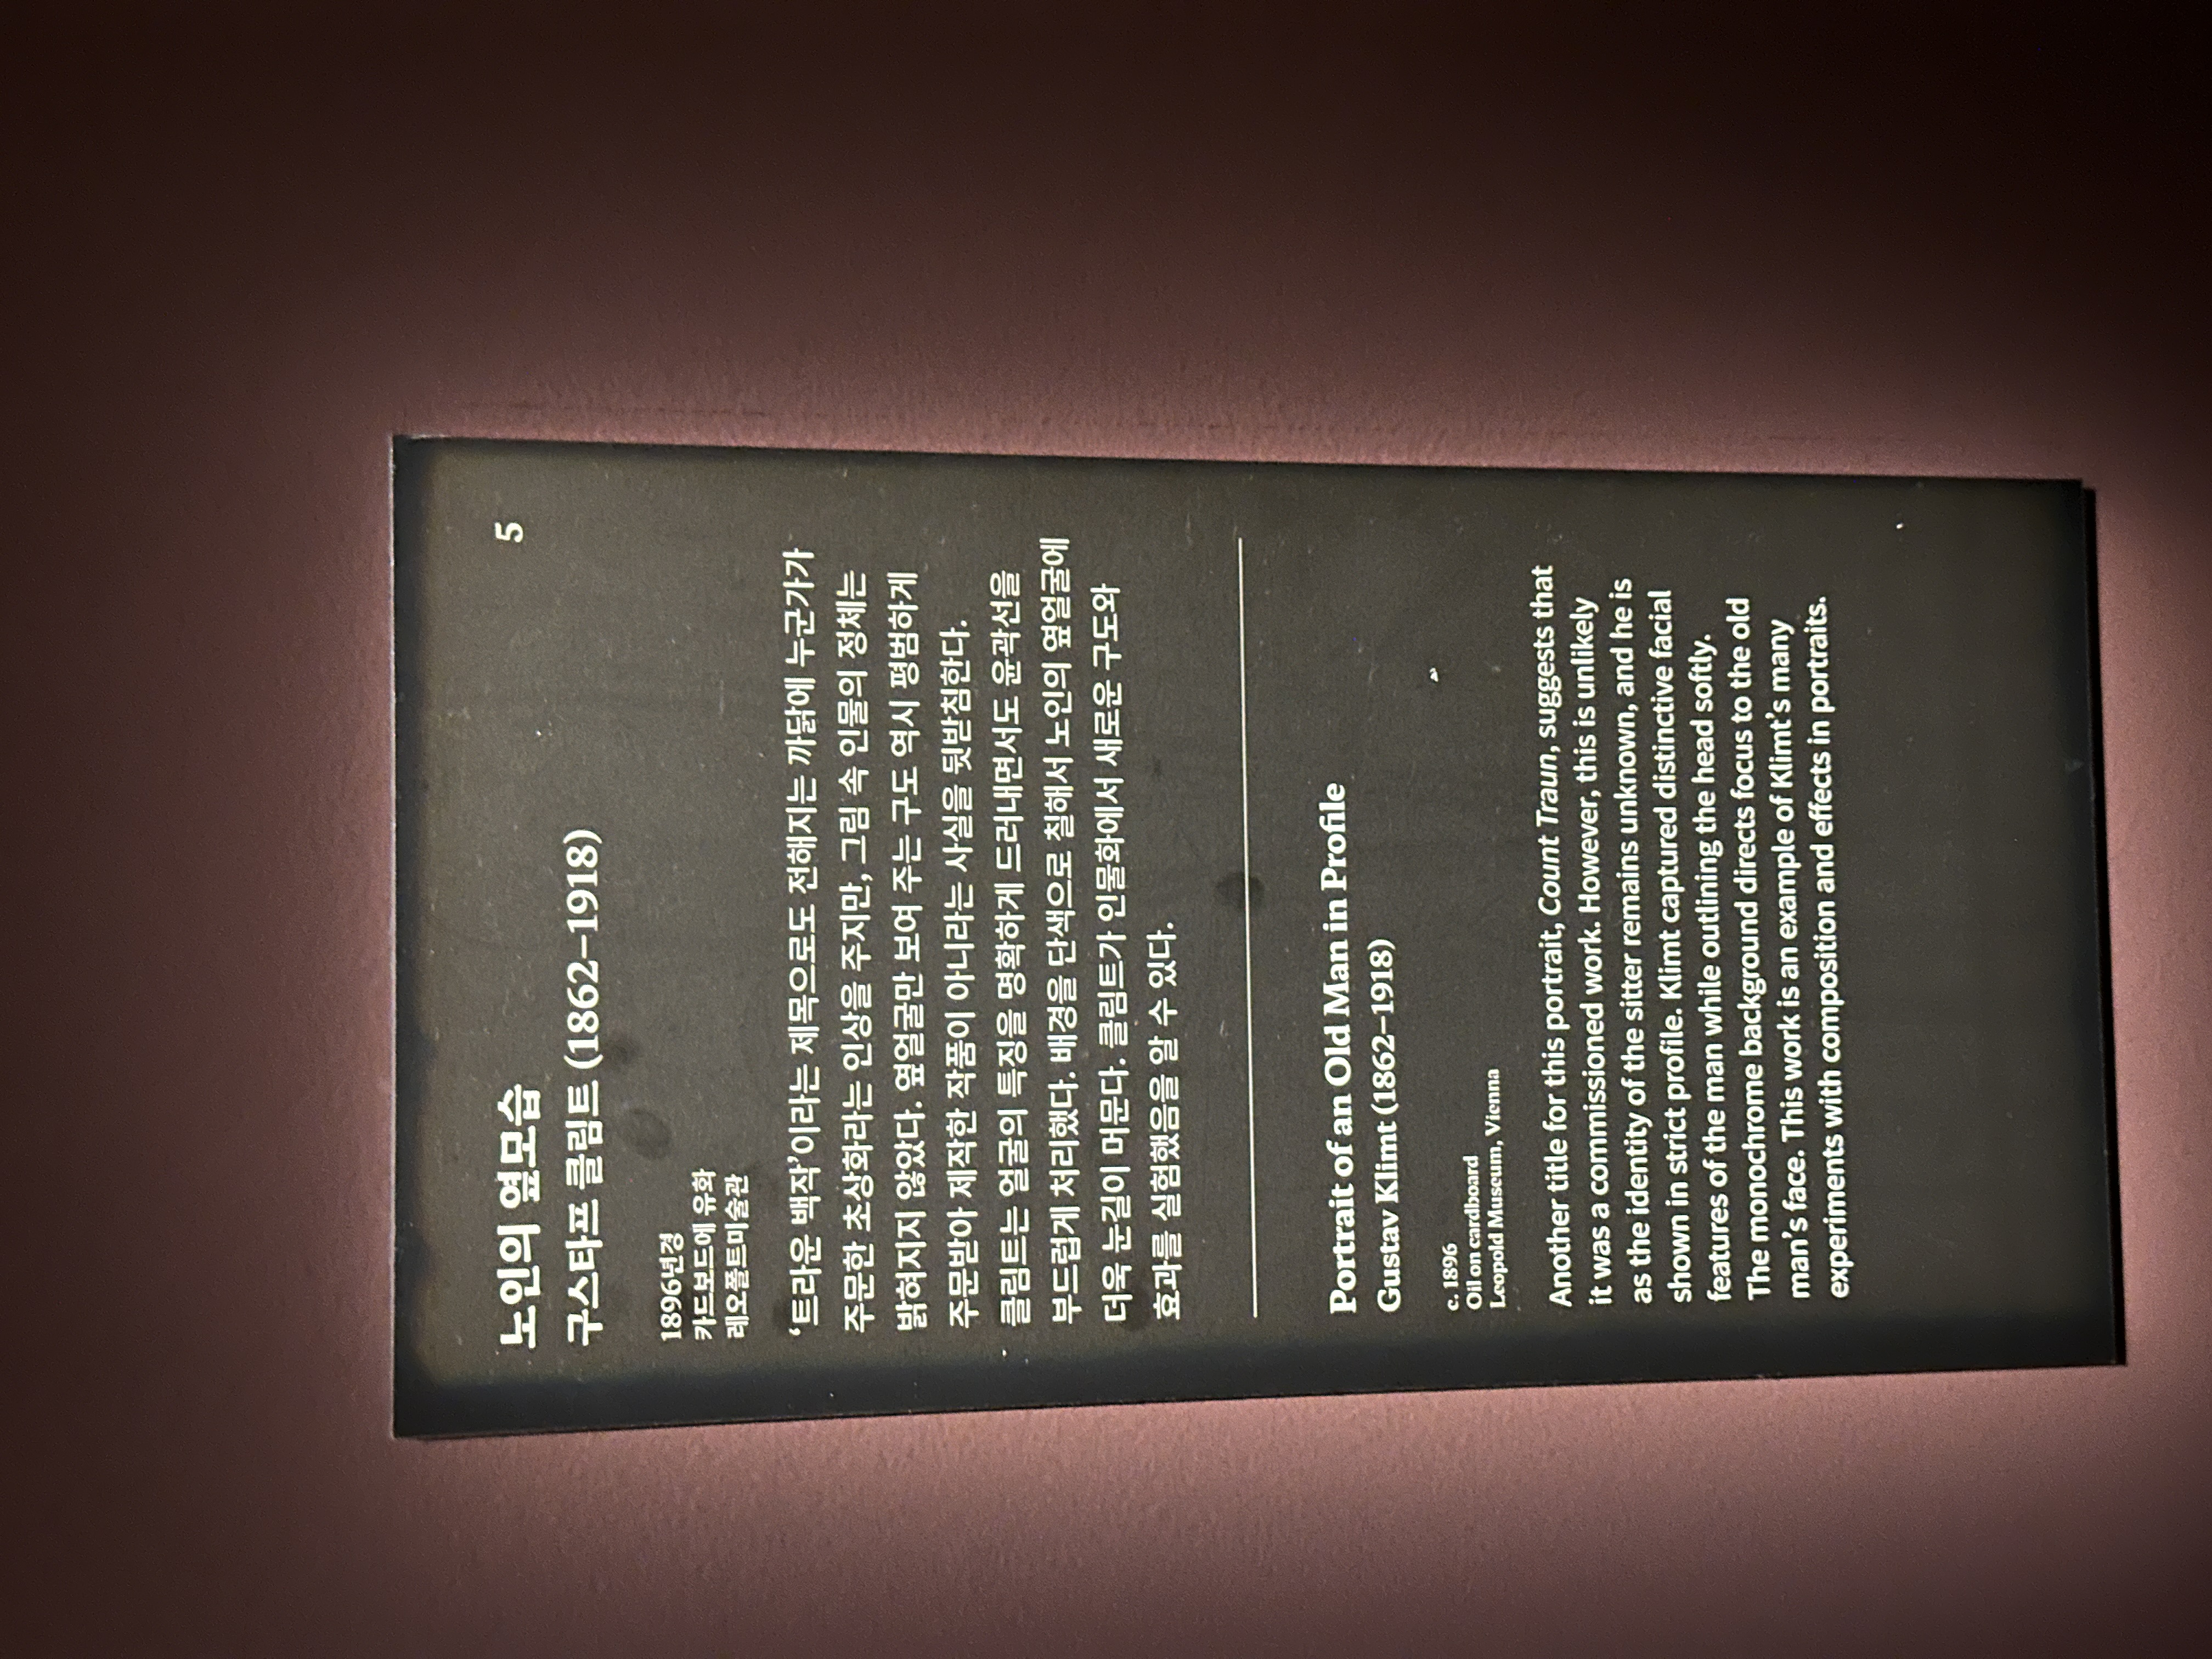 노인의 옆모습 5
구스타프 클림트 (1862–1918)
1896년경
카드보드에 유화
레오폴트미술관
‘트라운 백작’이라는 제목으로도 전해지는 까닭에 누군가가
주문한 초상화라는 인상을 주지만, 그림 속 인물의 정체는
밝혀지지 않았다. 옆얼굴만 보여 주는 구도 역시 평범하게
주문받아 제작한 작품이 아니라는 사실을 뒷받침한다.
클림트는 얼굴의 특징을 명확하게 드러내면서도 윤곽선을
부드럽게 처리했다. 배경을 단색으로 칠해서 노인의 옆얼굴에
더욱 눈길이 머문다. 클림트가 인물화에서 새로운 구도와
효과를 실험했음을 알 수 있다.
Portrait of an Old Man in Profile
Gustav Klimt (1862–1918)
c. 1896
Oil on cardboard
Leopold Museum, Vienna
Another title for this portrait, Count Traun, suggests that
it was a commissioned work. However, this is unlikely
as the identity of the sitter remains unknown, and he is
shown in strict profile. Klimt captured distinctive facial
features of the man while outlining the head softly.
The monochrome background directs focus to the old
man’s face. This work is an example of Klimt’s many
experiments with composition and effects in portraits.